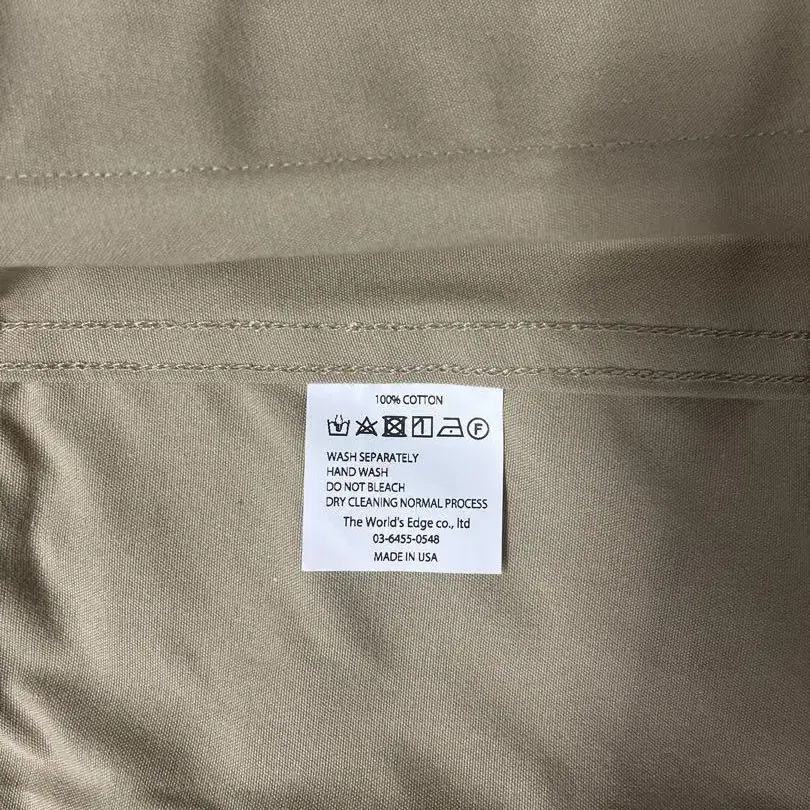 100% COTTON
F
WASH SEPARATELY
HAND WASH
DO NOT BLEACH
DRY CLEANING NORMAL PROCESS
The World's Edge co., ltd
03-6455-0548
MADE IN USA